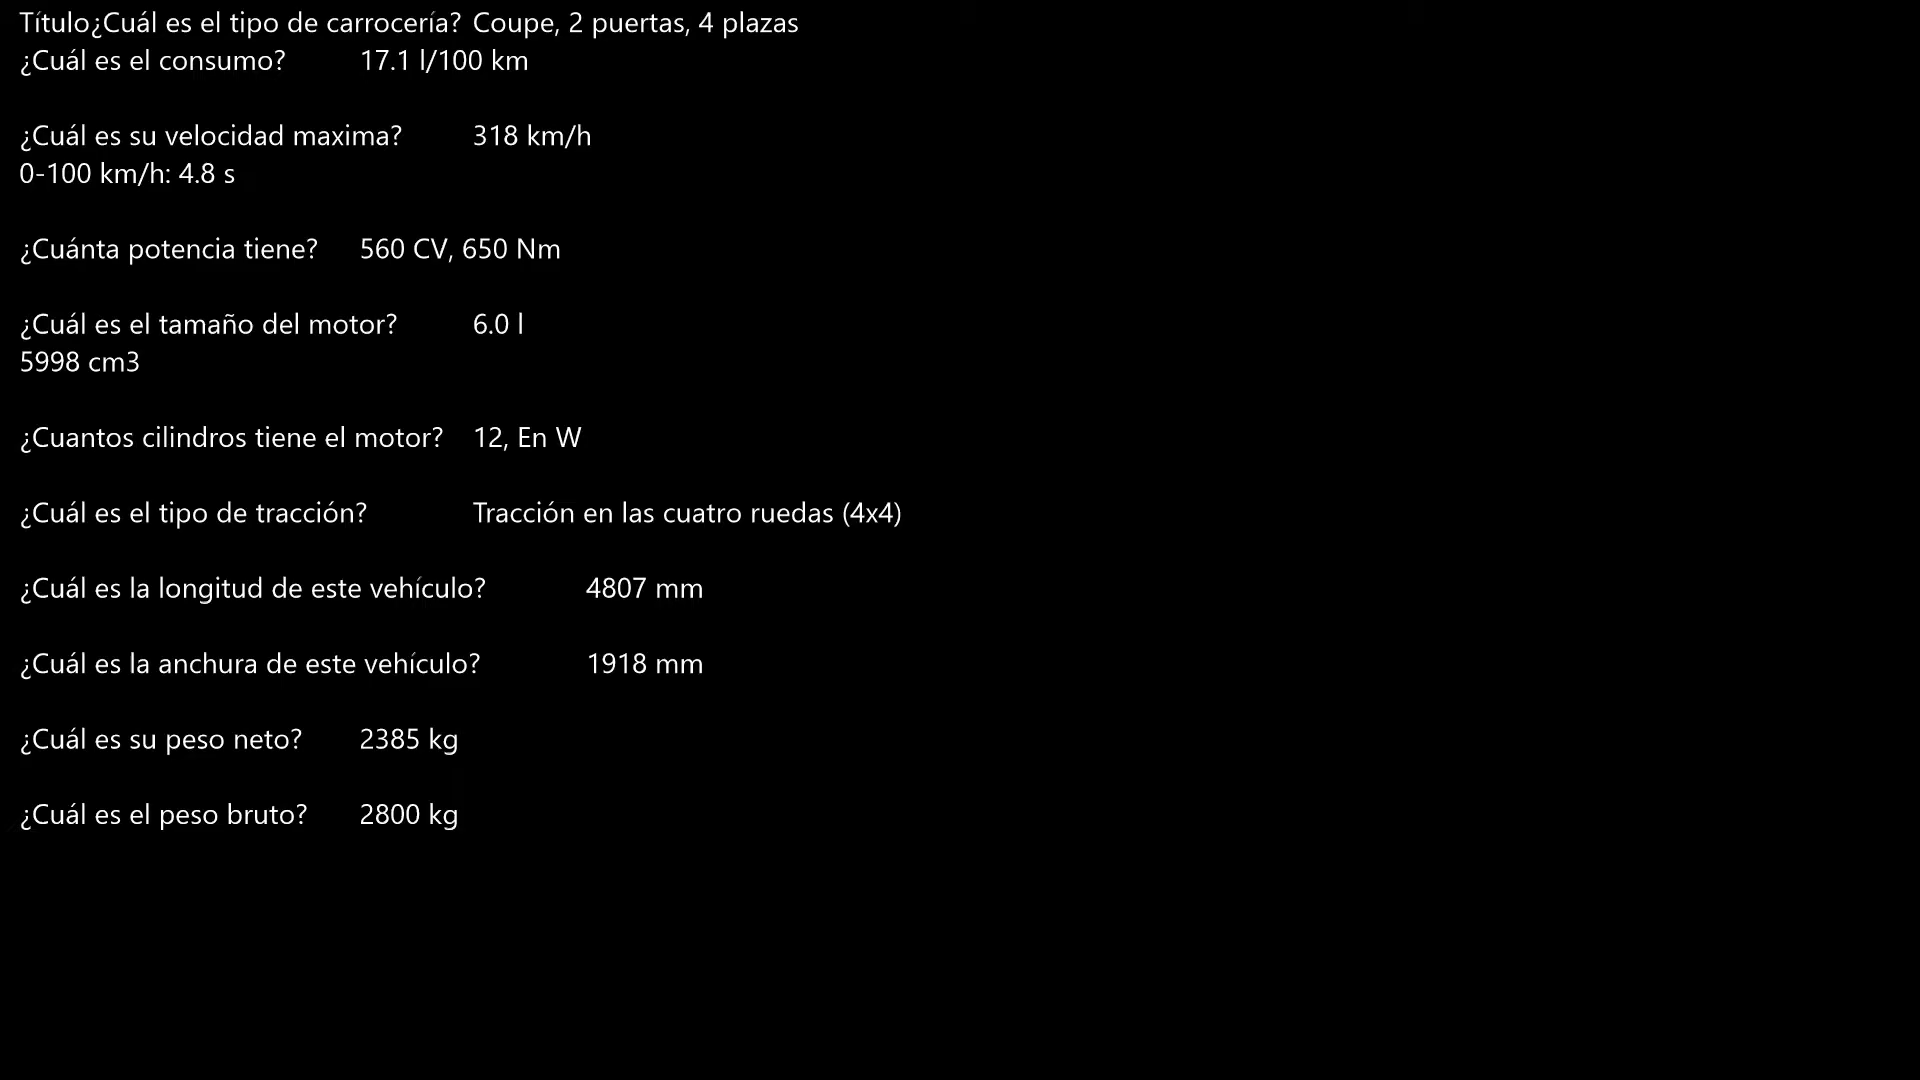 Título¿Cuál es el tipo de carrocería? Coupe, 2 puertas, 4 plazas
¿Cuál es el consumo? 17.1 l/100 km
¿Cuál es su velocidad maxima? 318 km/h
0-100 km/h: 4.8 s
¿Cuánta potencia tiene? 560 CV, 650 Nm
¿Cuál es el tamaño del motor? 6.0 l
5998 cm3
¿Cuantos cilindros tiene el motor? 12, En W
¿Cuál es el tipo de tracción? Tracción en las cuatro ruedas (4x4)
¿Cuál es la longitud de este vehículo? 4807 mm
¿Cuál es la anchura de este vehículo? 1918 mm
¿Cuál es su peso neto? 2385 kg
¿Cuál es el peso bruto? 2800 kg